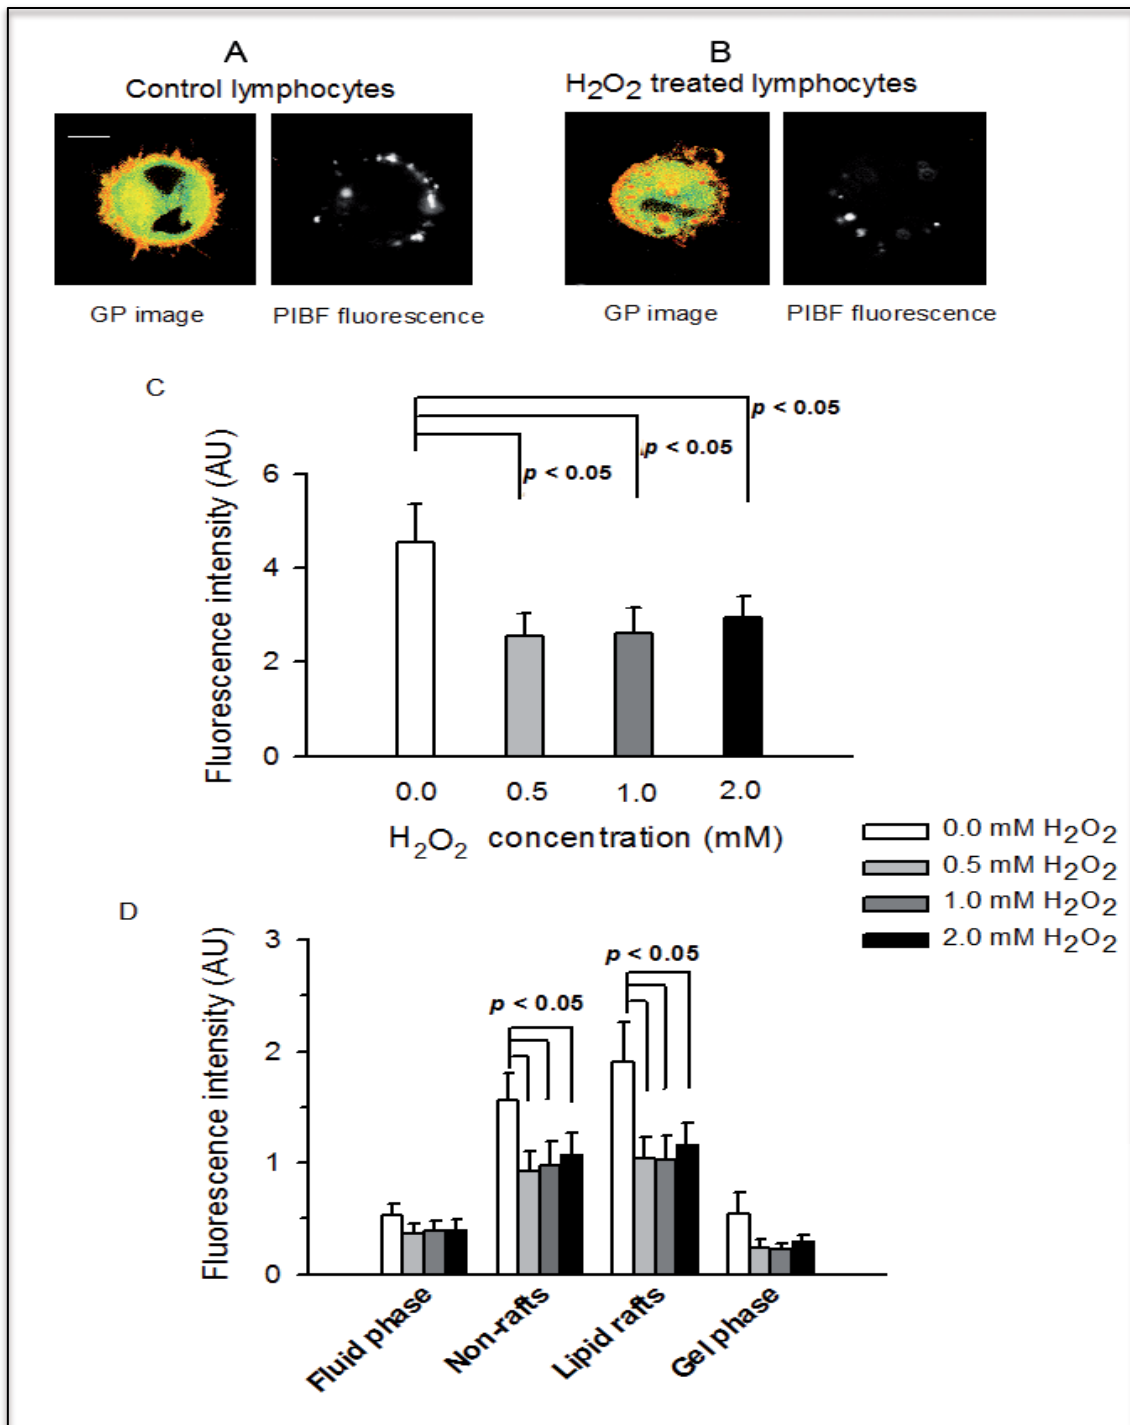 A
Control lymphocytes
B
H₂O₂ treated lymphocytes
GP image
PIBF fluorescence
GP image
PIBF fluorescence
C
Fluorescence intensity (AU)
6
4
2
0
p < 0.05
p < 0.05
p < 0.05
0.0
0.5
1.0
2.0
H₂O₂ concentration (mM)
0.0 mM H₂O₂
0.5 mM H₂O₂
1.0 mM H₂O₂
2.0 mM H₂O₂
D
Fluorescence intensity (AU)
3
2
1
0
p < 0.05
p < 0.05
Fluid phase
Non-rafts
Lipid rafts
Gel phase